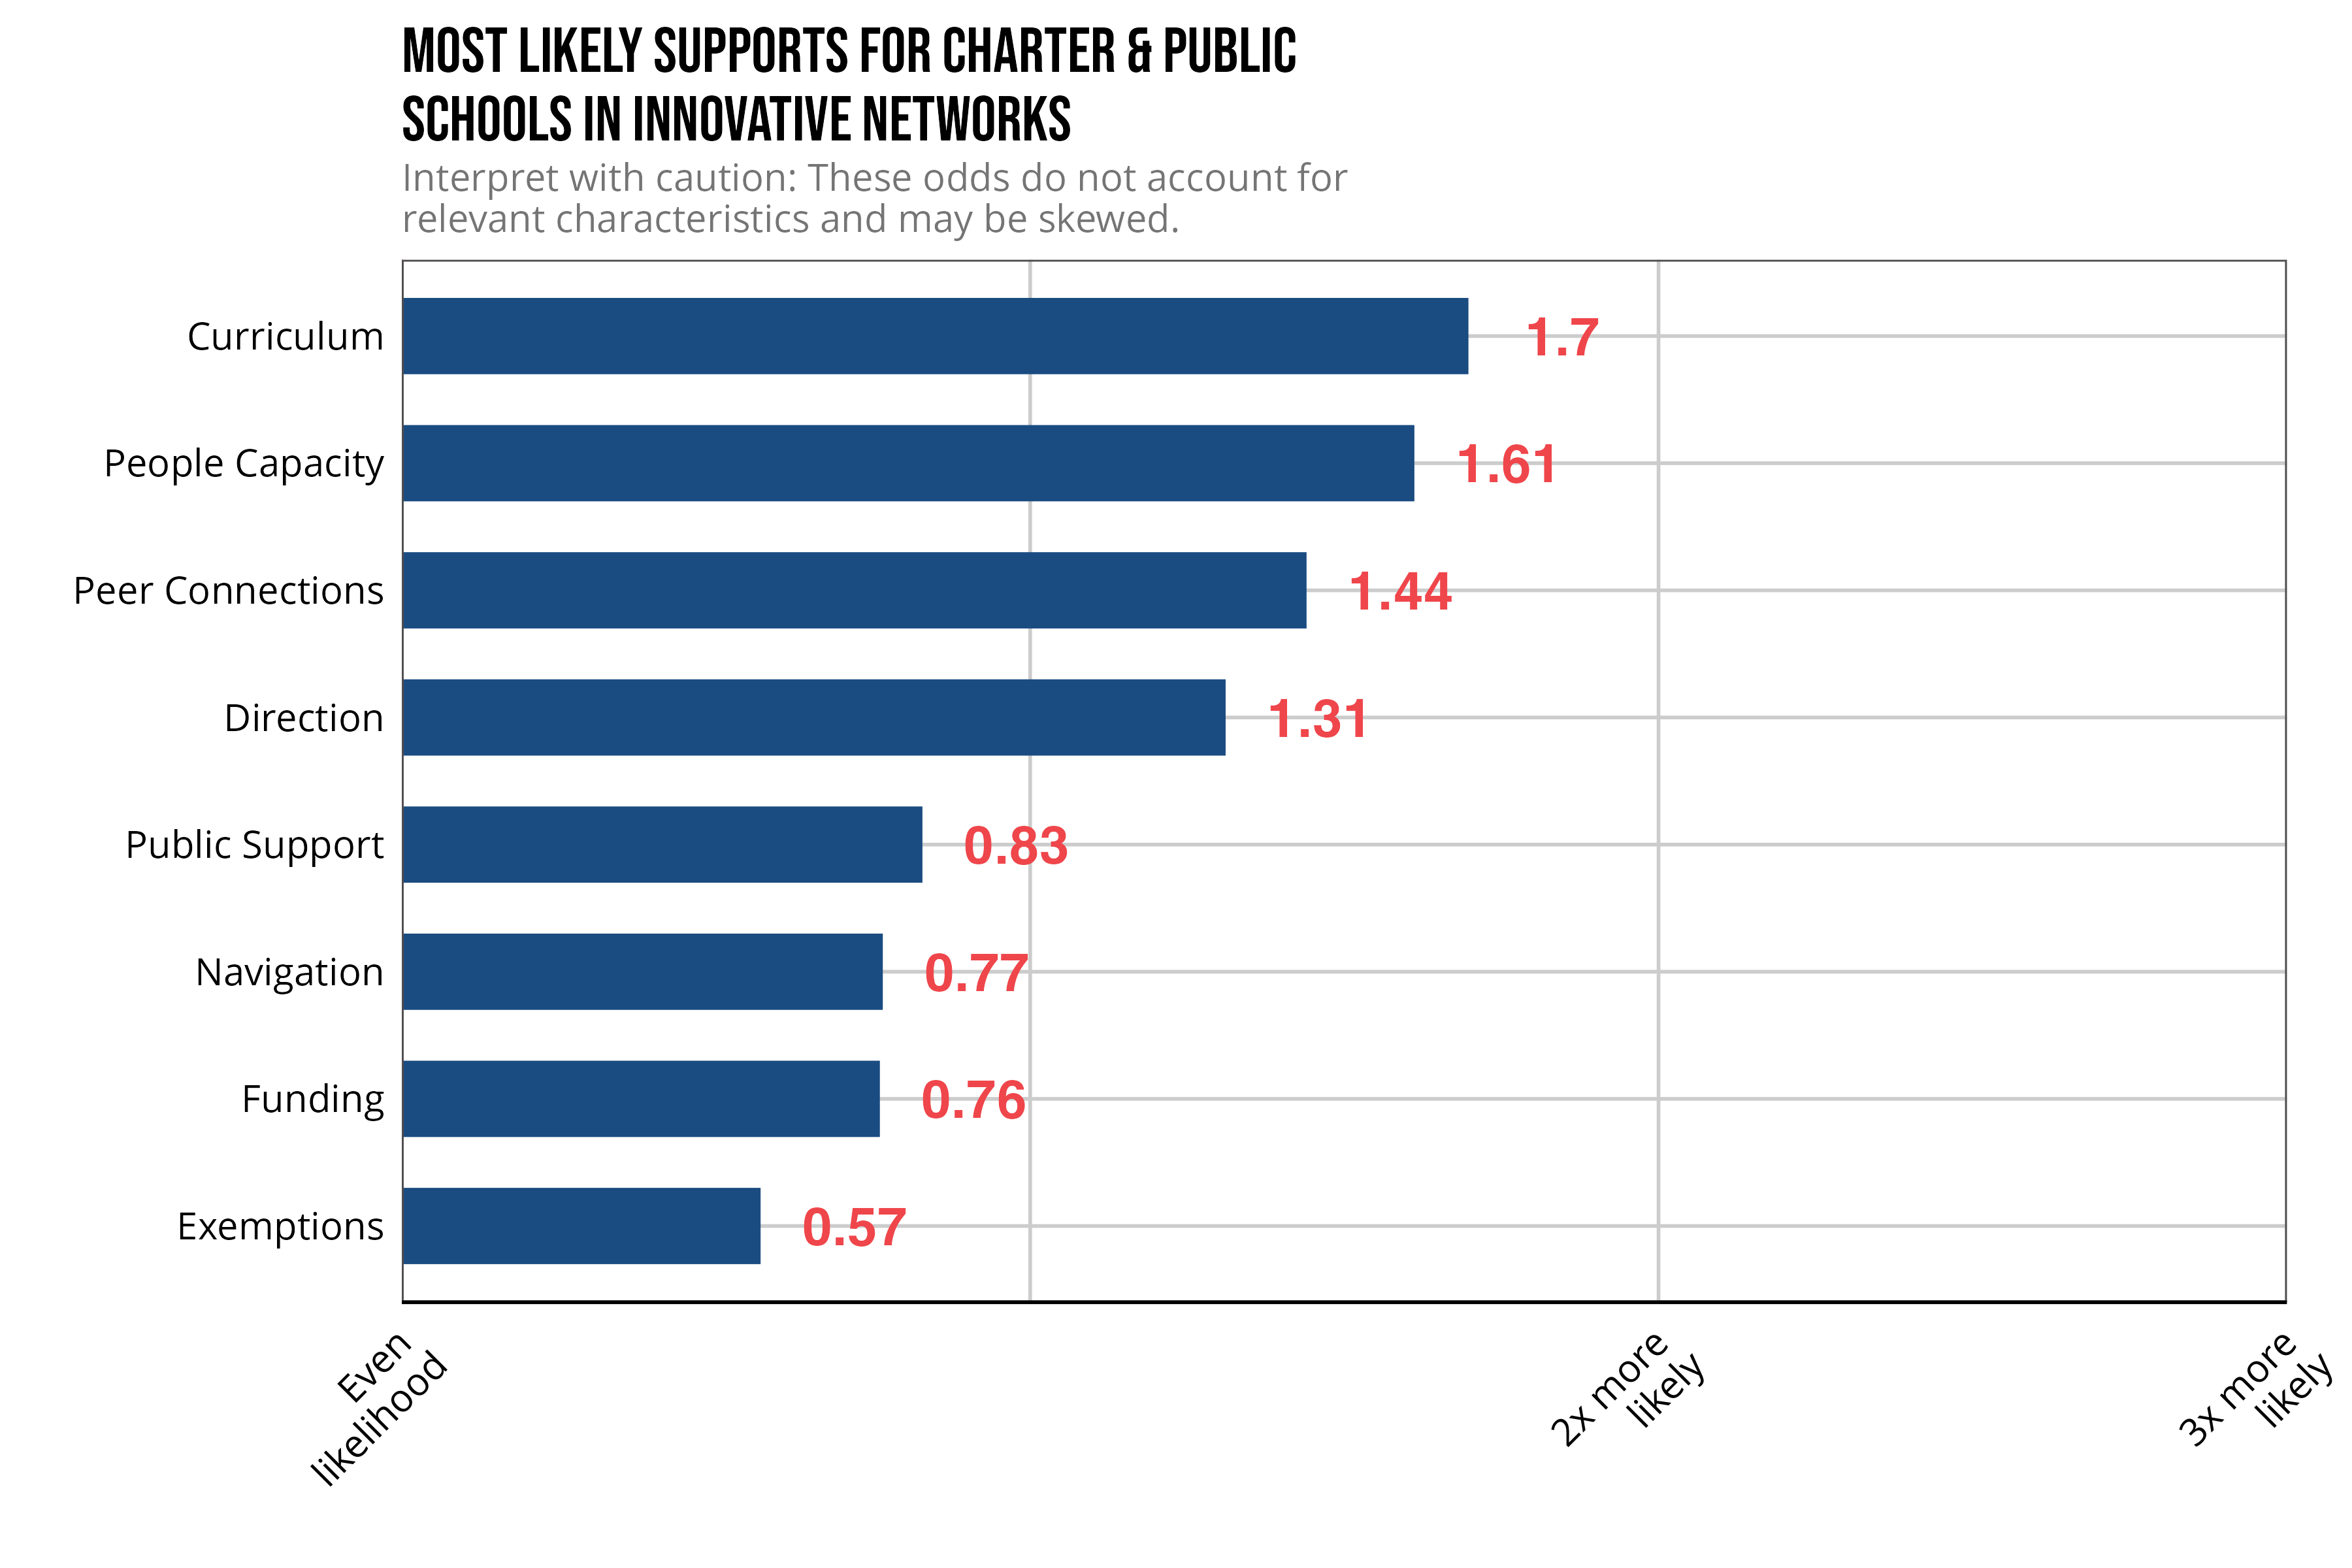 MOST LIKELY SUPPORTS FOR CHARTER & PUBLIC
SCHOOLS IN INNOVATIVE NETWORKS
Interpret with caution: These odds do not account for
relevant characteristics and may be skewed.
Curriculum 1.7
People Capacity 1.61
Peer Connections 1.44
Direction 1.31
Public Support 0.83
Navigation 0.77
Funding 0.76
Exemptions 0.57
Even
likelihood
2x more
likely
3x more
likely